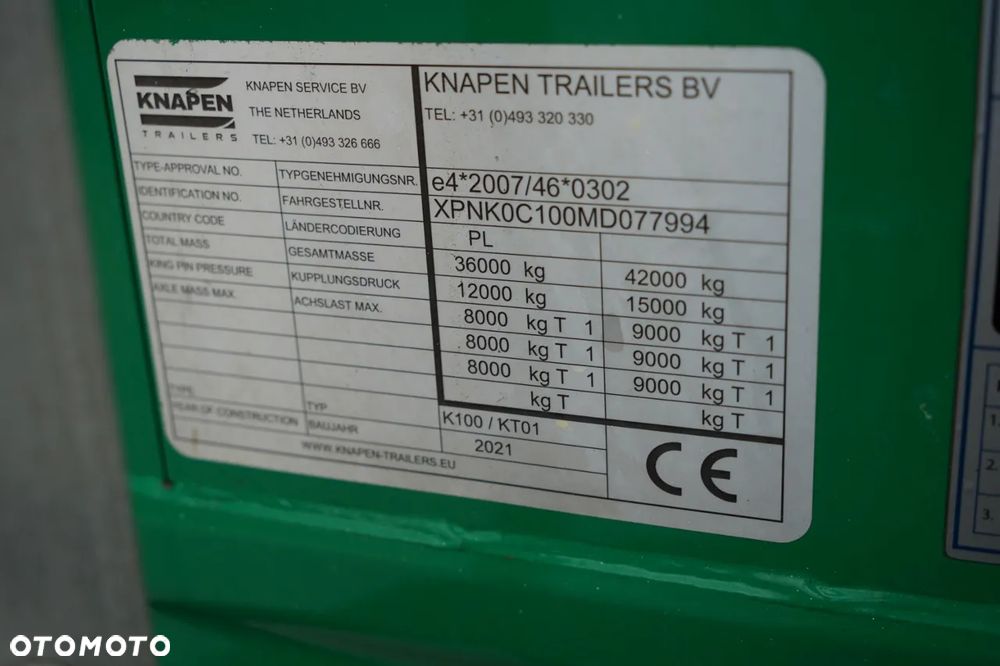 KNAPEN
TRAILERS
KNAPEN SERVICE BV
THE NETHERLANDS
TEL: +31 (0)493 326 666
KNAPEN TRAILERS BV
TEL: +31 (0)493 320 330
TYPE-APPROVAL NO. TYPGENEHMIGUNGSNR. e4*2007/46*0302
IDENTIFICATION NO. FAHRGESTELLNR. XPNK0C100MD077994
COUNTRY CODE LÄNDERCODIERUNG PL
TOTAL MASS GESAMTMASSE 36000 kg 42000 kg
KING PIN PRESSURE KUPPLUNGSDRUCK 12000 kg 15000 kg
AXLE MASS MAX. ACHSLAST MAX. 8000 kg T 1 9000 kg T 1
8000 kg T 1 9000 kg T 1
8000 kg T 1 9000 kg T 1
kg T kg T
TYPE TYP K100 / KT01
YEAR OF CONSTRUCTION BAUJAHR 2021
WWW.KNAPEN-TRAILERS.EU
CE
1.
2.
3.
OTOMOTO